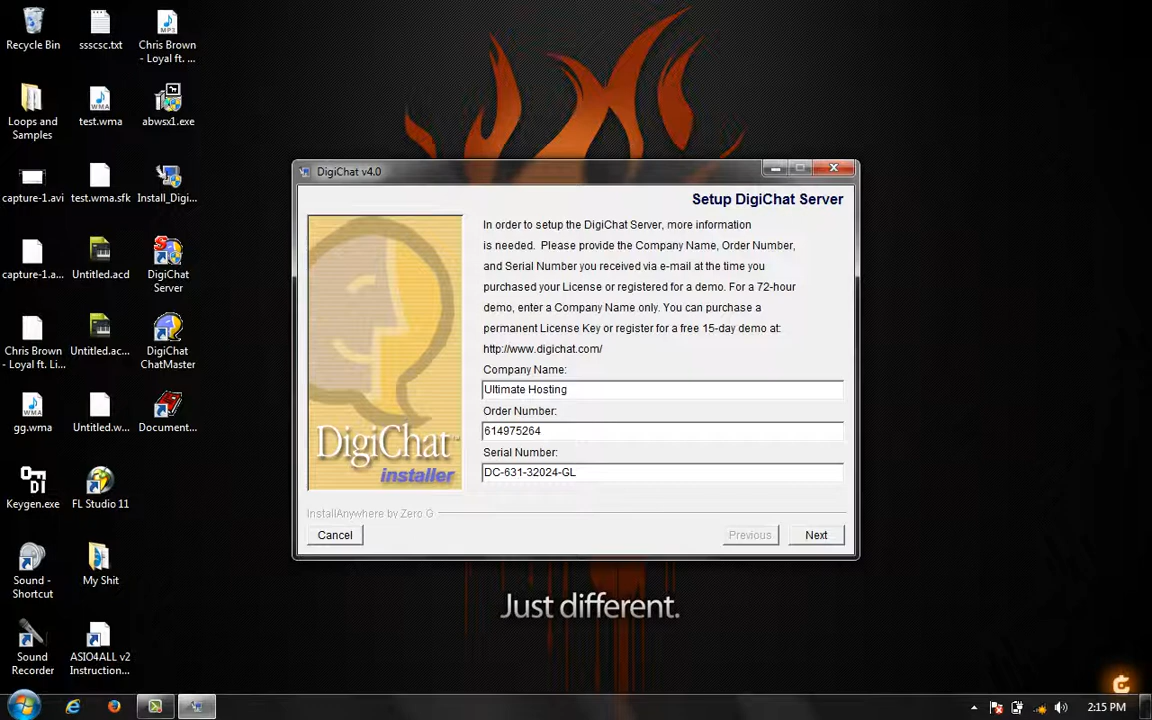 Recycle Bin
ssscsc.txt
Chris Brown
- Loyal ft. ...
Loops and
Samples
test.wma
abwsx1.exe
capture-1.avi
test.wma.sfk
Install_Digi...
capture-1.a...
Untitled.acd
DigiChat
Server
Chris Brown
- Loyal ft. Li...
Untitled.ac...
DigiChat
ChatMaster
gg.wma
Untitled.w...
Document...
Keygen.exe
FL Studio 11
Sound -
Shortcut
My Shit
Sound
Recorder
ASIO4ALL v2
Instruction...
DigiChat v4.0
Setup DigiChat Server
In order to setup the DigiChat Server, more information
is needed. Please provide the Company Name, Order Number,
and Serial Number you received via e-mail at the time you
purchased your License or registered for a demo. For a 72-hour
demo, enter a Company Name only. You can purchase a
permanent License Key or register for a free 15-day demo at:
http://www.digichat.com/
Company Name:
Ultimate Hosting
Order Number:
614975264
Serial Number:
DC-631-32024-GL
DigiChat™
installer
InstallAnywhere by Zero G
Cancel
Previous
Next
Just different.
2:15 PM